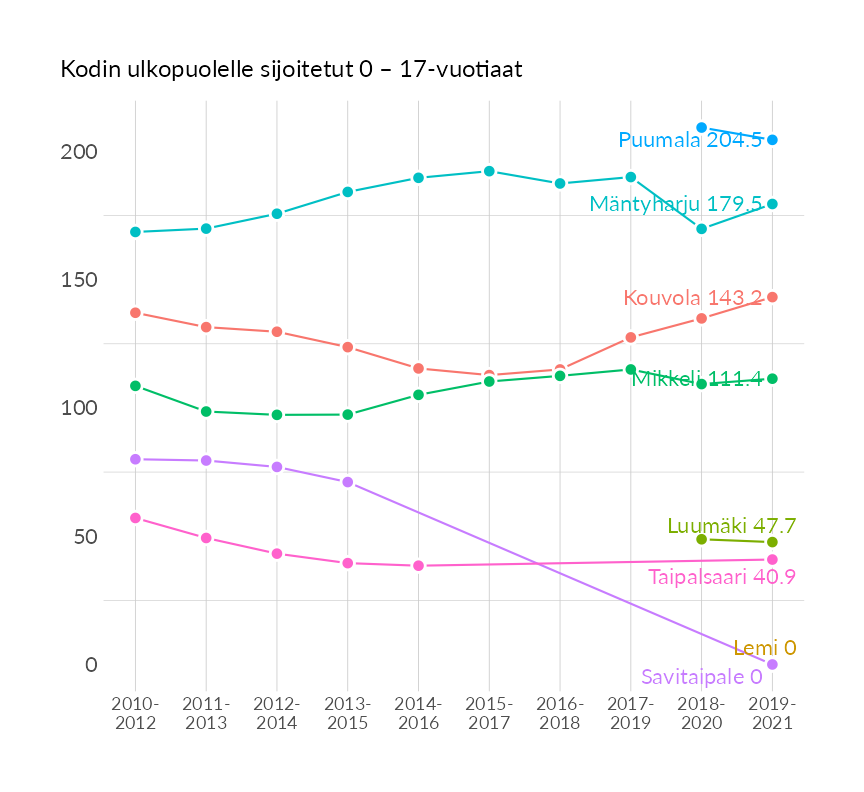 Kodin ulkopuolelle sijoitetut 0 – 17-vuotiaat
200
150
100
50
0
Puumala 204.5
Mäntyharju 179.5
Kouvola 143.2
Mikkeli 111.4
Luumäki 47.7
Taipalsaari 40.9
Lemi 0
Savitaipale 0
2010-
2012
2011-
2013
2012-
2014
2013-
2015
2014-
2016
2015-
2017
2016-
2018
2017-
2019
2018-
2020
2019-
2021